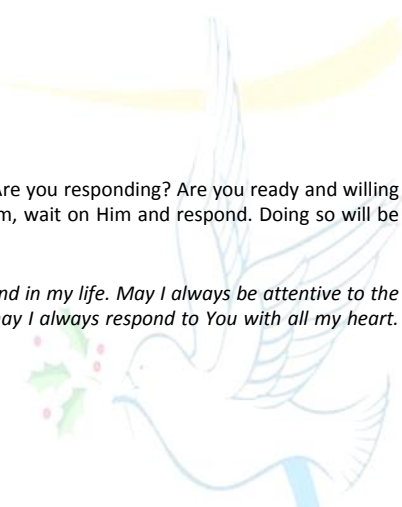 Are you responding? Are you ready and willing
m, wait on Him and respond. Doing so will be
nd in my life. May I always be attentive to the
ay I always respond to You with all my heart.